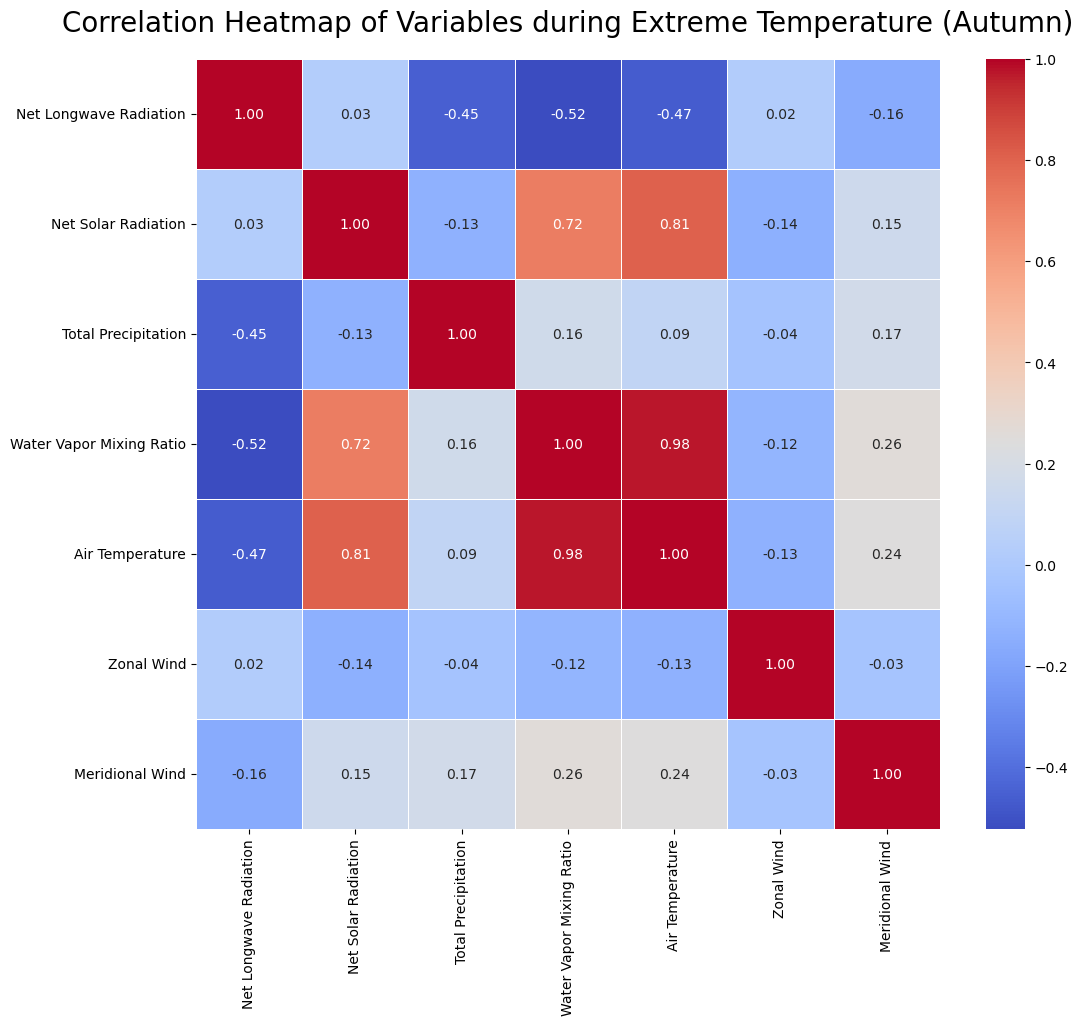 Correlation Heatmap of Variables during Extreme Temperature (Autumn)
Net Longwave Radiation
1.00 0.03 -0.45 -0.52 -0.47 0.02 -0.16
Net Solar Radiation
0.03 1.00 -0.13 0.72 0.81 -0.14 0.15
Total Precipitation
-0.45 -0.13 1.00 0.16 0.09 -0.04 0.17
Water Vapor Mixing Ratio
-0.52 0.72 0.16 1.00 0.98 -0.12 0.26
Air Temperature
-0.47 0.81 0.09 0.98 1.00 -0.13 0.24
Zonal Wind
0.02 -0.14 -0.04 -0.12 -0.13 1.00 -0.03
Meridional Wind
-0.16 0.15 0.17 0.26 0.24 -0.03 1.00
Net Longwave Radiation
Net Solar Radiation
Total Precipitation
Water Vapor Mixing Ratio
Air Temperature
Zonal Wind
Meridional Wind
1.0
0.8
0.6
0.4
0.2
0.0
−0.2
−0.4